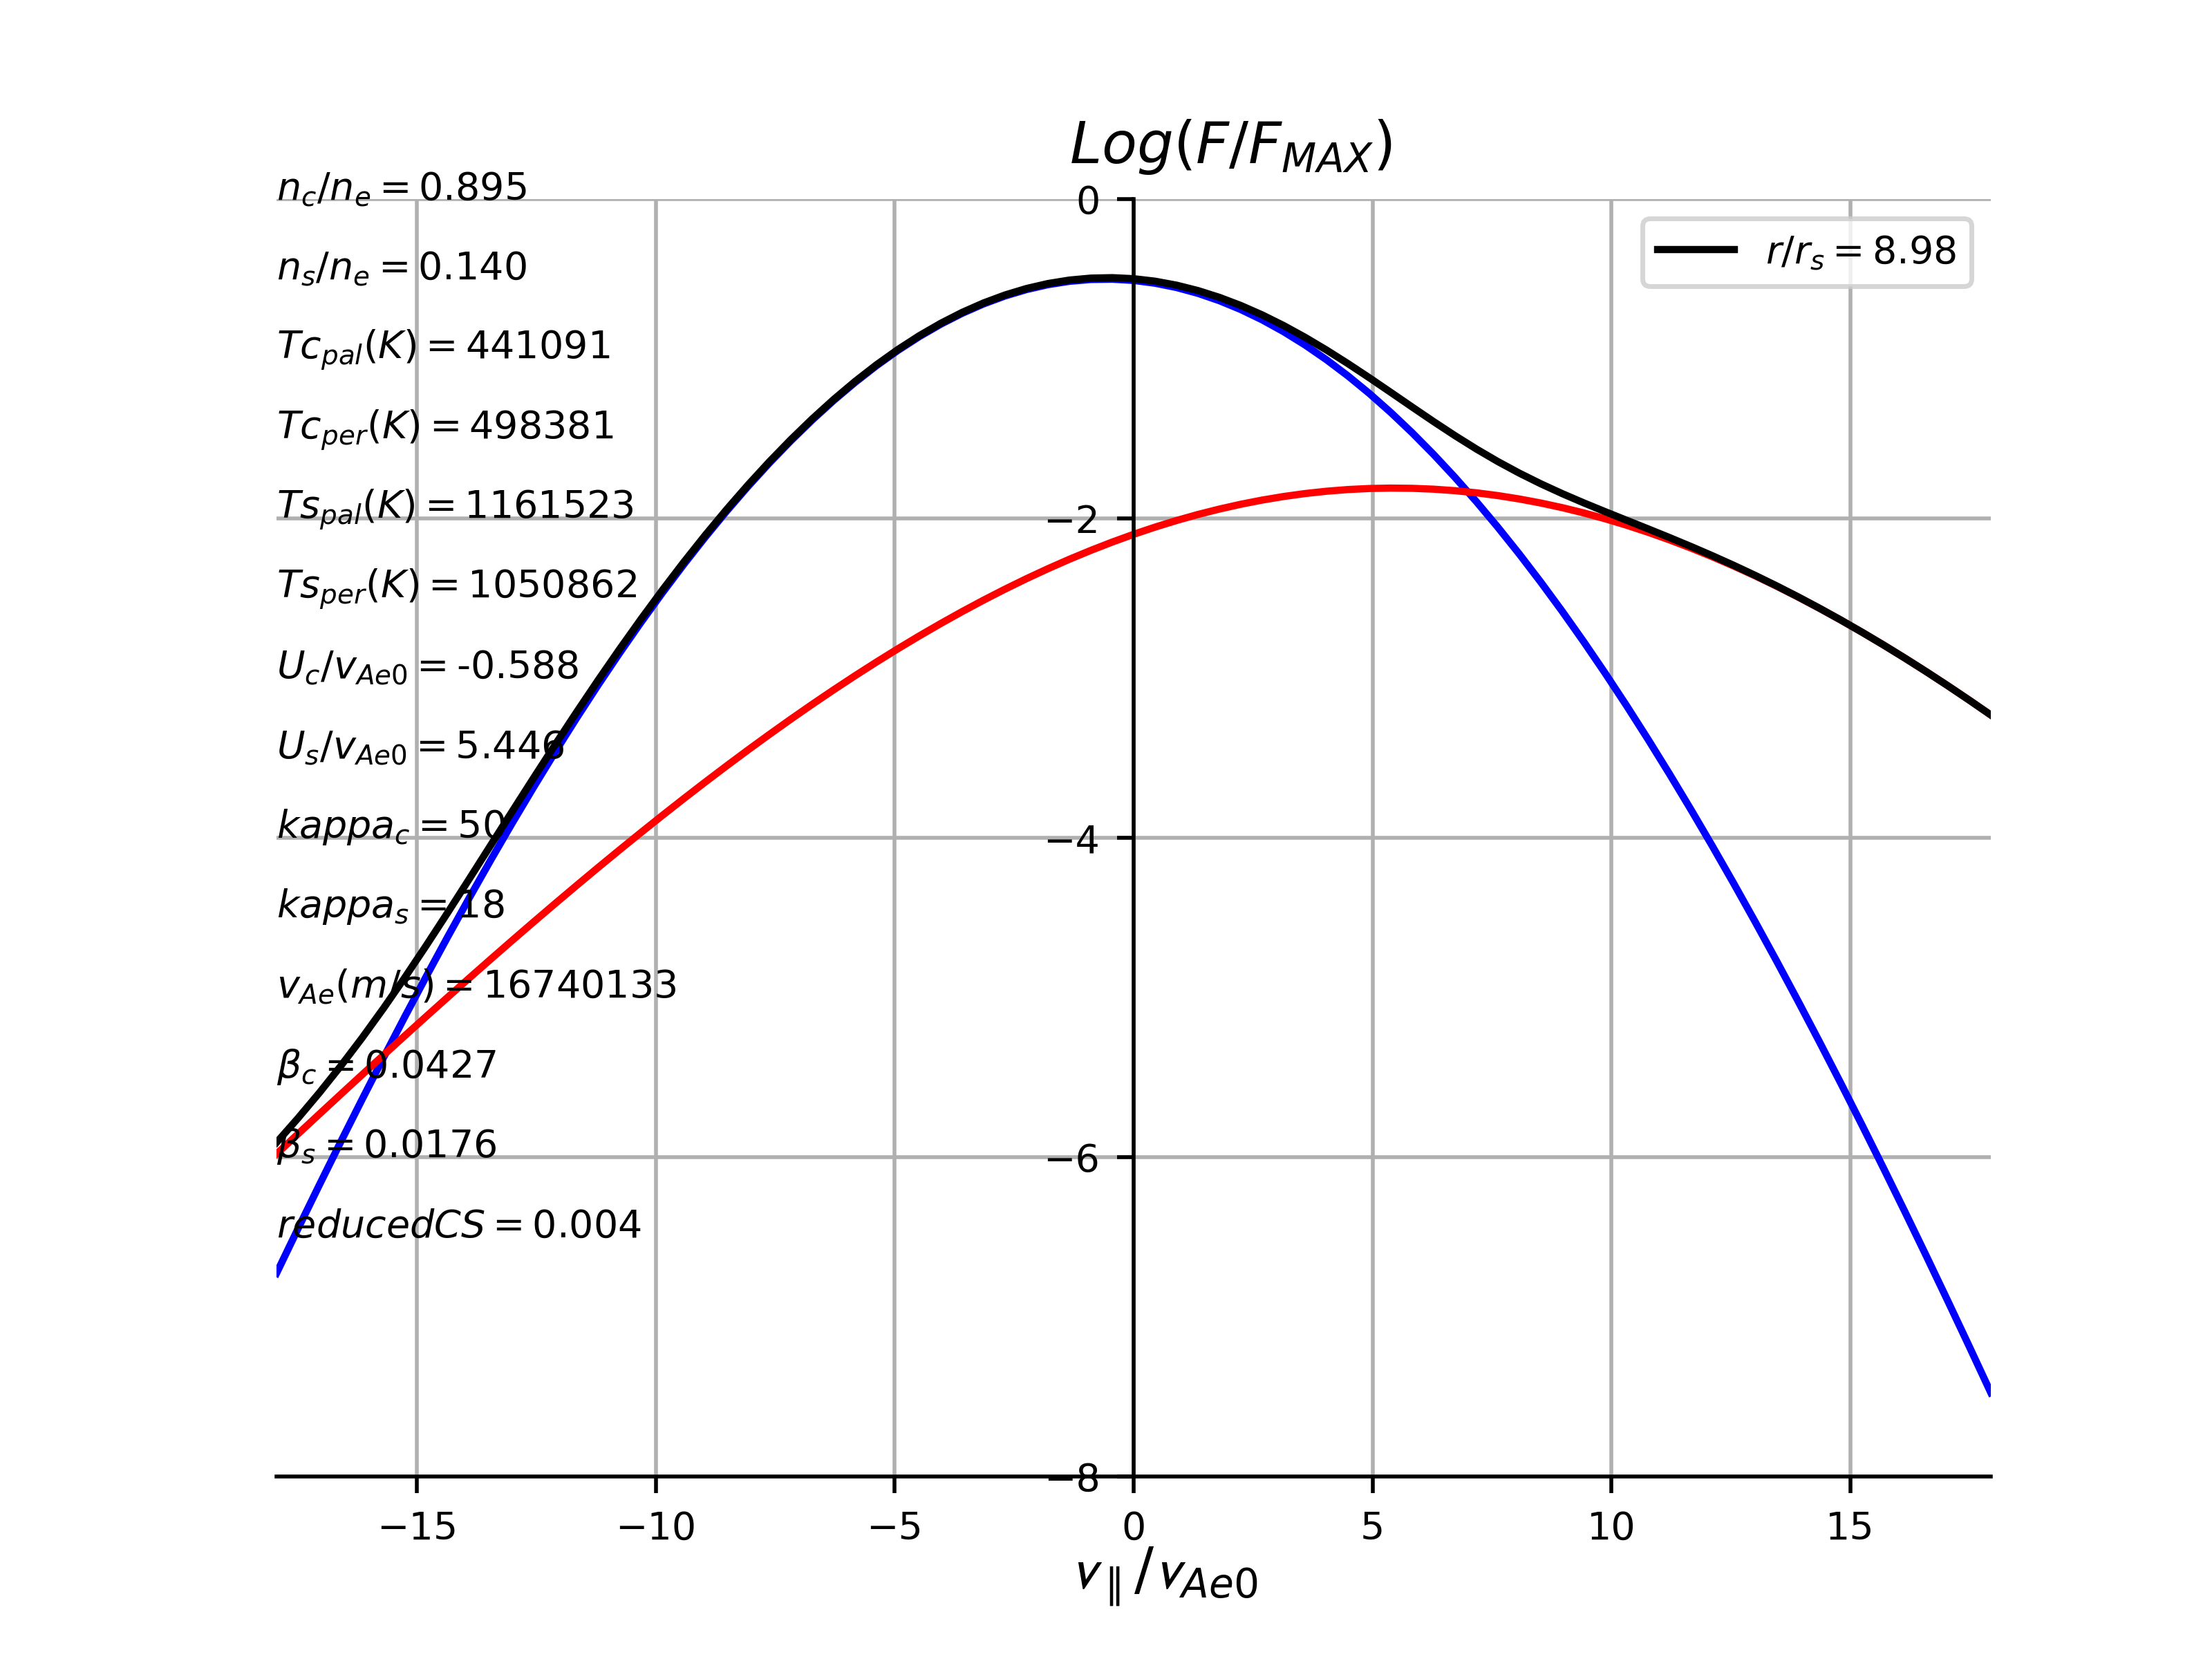 Log(F/F_MAX)
n_c/n_e = 0.895
0
r/r_s = 8.98
n_s/n_e = 0.140
Tc_pal(K) = 441091
Tc_per(K) = 498381
Ts_pal(K) = 1161523
−2
Ts_per(K) = 1050862
U_c/v_Ae0 = -0.588
U_s/v_Ae0 = 5.446
kappa_c = 50
−4
kappa_s = 18
v_Ae(m/s) = 16740133
β_c = 0.0427
β_s = 0.0176
−6
reducedCS = 0.004
−8
−15 −10 −5 0 5 10 15
v_∥/v_Ae0